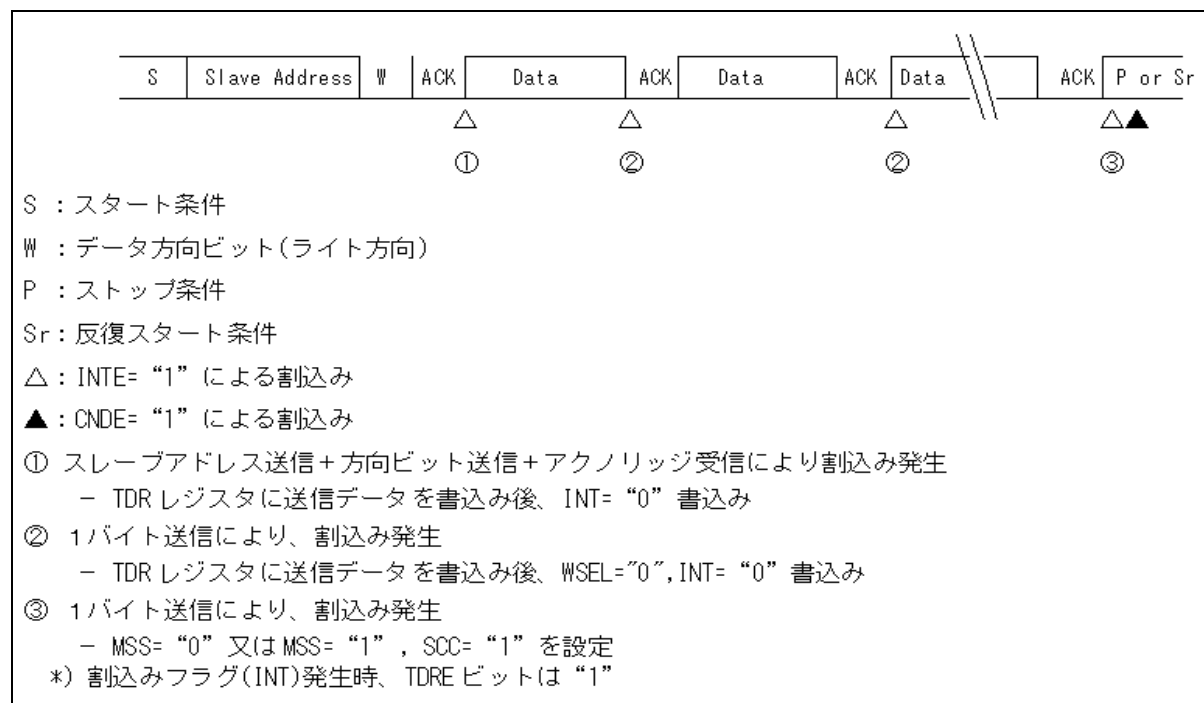 S Slave Address W ACK Data ACK Data ACK Data ACK P or Sr
△ △ △ △▲
① ② ② ③
S :スタート条件
W :データ方向ビット(ライト方向)
P :ストップ条件
Sr:反復スタート条件
△:INTE=“1”による割込み
▲:CNDE=“1”による割込み
① スレーブアドレス送信+方向ビット送信+アクノリッジ受信により割込み発生
- TDRレジスタに送信データを書込み後、INT=“0”書込み
② 1バイト送信により、割込み発生
- TDRレジスタに送信データを書込み後、WSEL="0",INT=“0”書込み
③ 1バイト送信により、割込み発生
- MSS=“0”又はMSS=“1”, SCC=“1”を設定
*) 割込みフラグ(INT)発生時、TDREビットは“1”